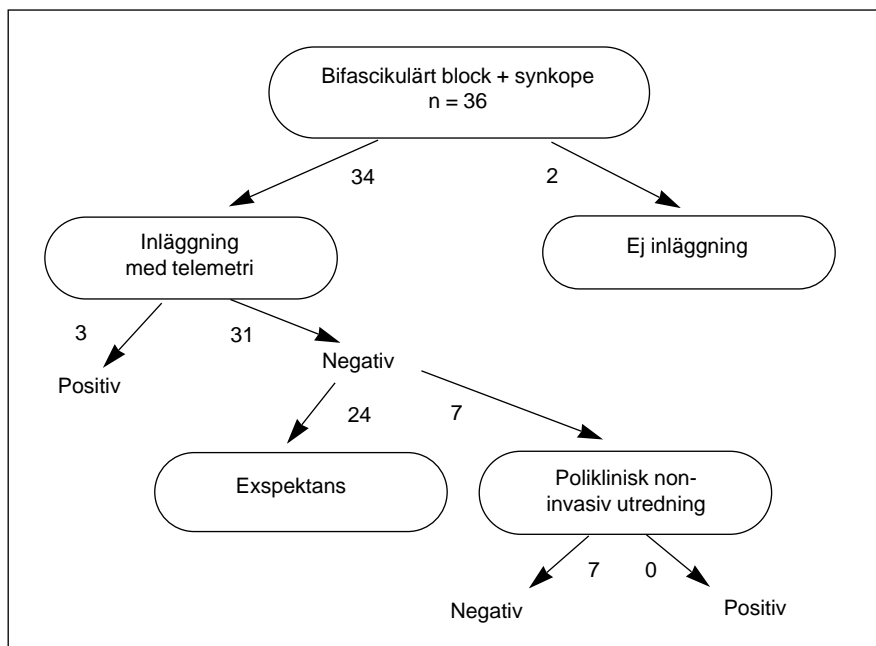 Bifascikulärt block + synkope
n = 36
34
2
Inläggning
med telemetri
Ej inläggning
3
31
Positiv
Negativ
24
7
Exspektans
Poliklinisk non-
invasiv utredning
7
0
Negativ
Positiv